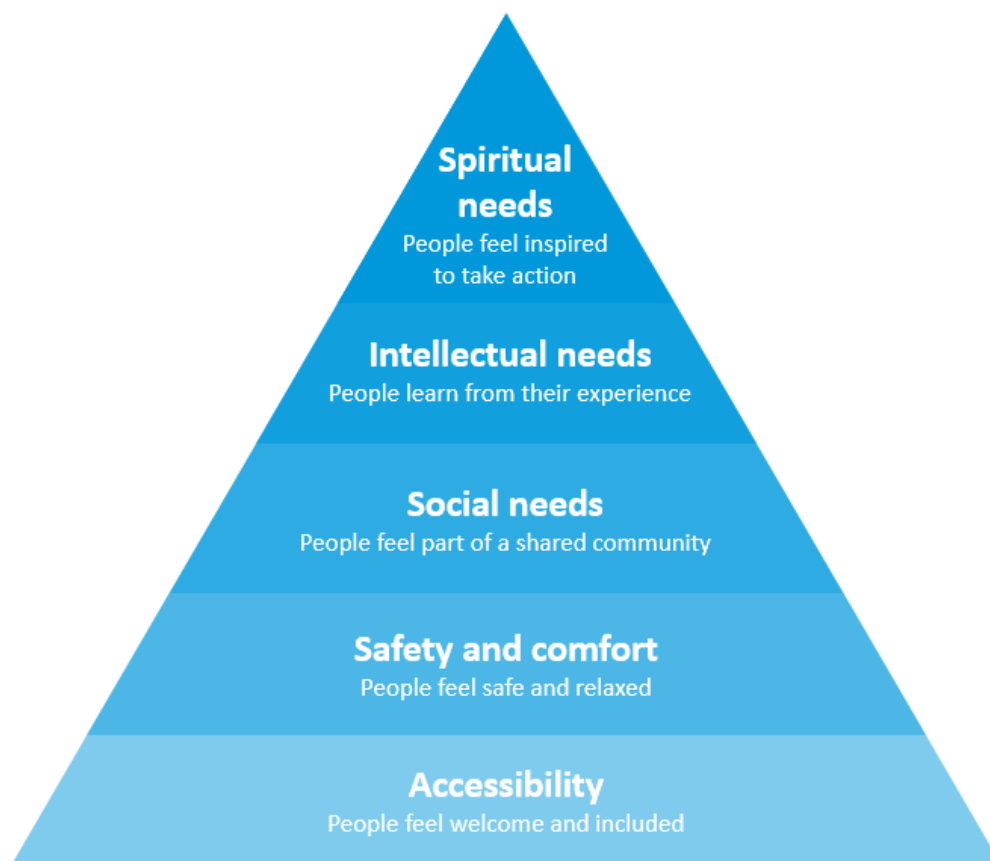 Spiritual
needs
People feel inspired
to take action
Intellectual needs
People learn from their experience
Social needs
People feel part of a shared community
Safety and comfort
People feel safe and relaxed
Accessibility
People feel welcome and included